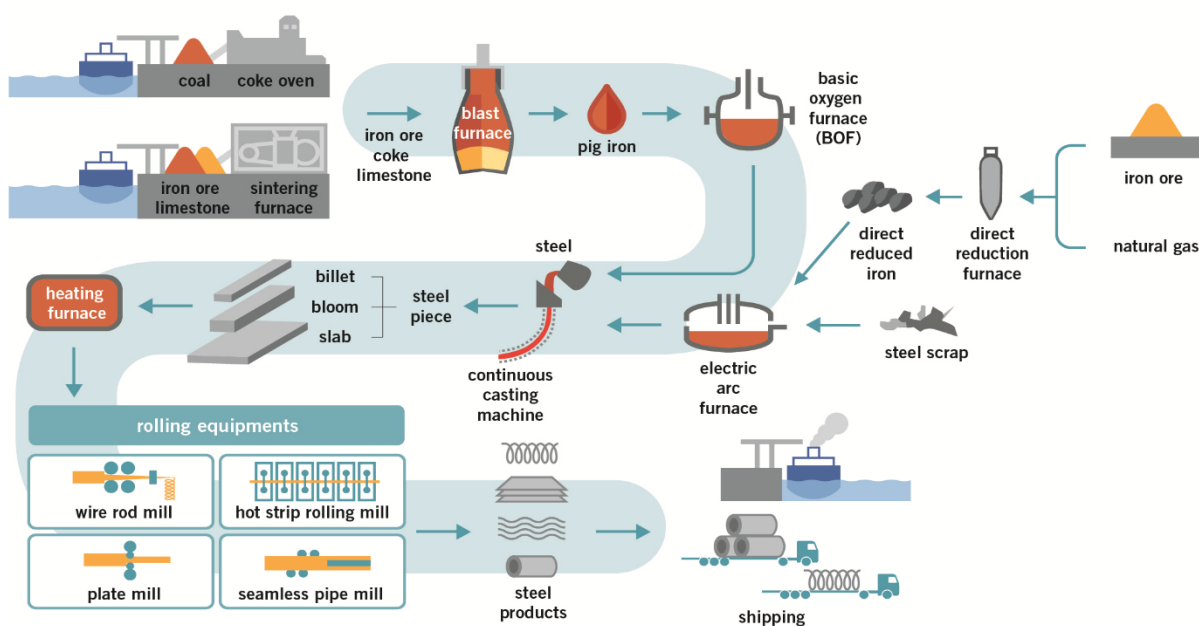 coal
coke oven
iron ore
limestone
sintering
furnace
iron ore
coke
limestone
blast
furnace
pig iron
basic
oxygen
furnace
(BOF)
iron ore
natural gas
direct
reduction
furnace
direct
reduced
iron
steel scrap
electric
arc
furnace
steel
continuous
casting
machine
steel
piece
billet
bloom
slab
heating
furnace
rolling equipments
wire rod mill
hot strip rolling mill
plate mill
seamless pipe mill
steel
products
shipping